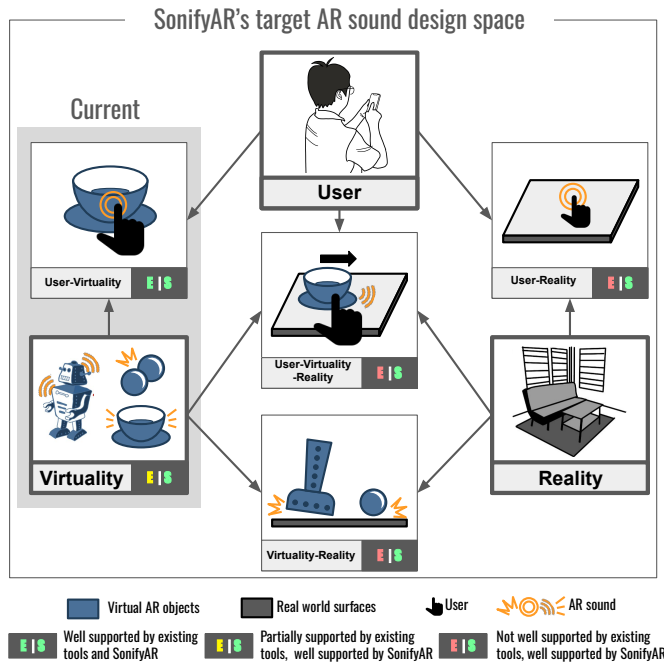 SonifyAR's target AR sound design space
Current
User
User-Virtuality
E|S
User-Reality
E|S
User-Virtuality
-Reality
E|S
Virtuality
E|S
Reality
Virtuality-Reality
E|S
Virtual AR objects
Real world surfaces
User
AR sound
E|S
Well supported by existing
tools and SonifyAR
E|S
Partially supported by existing
tools, well supported by SonifyAR
E|S
Not well supported by existing
tools, well supported by SonifyAR